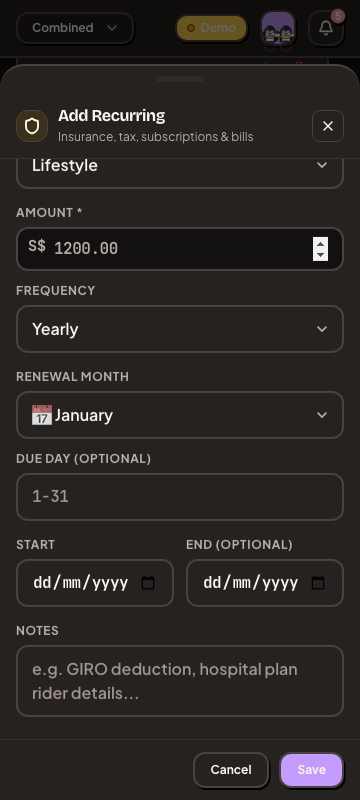 Combined
Demo
5
Add Recurring
Insurance, tax, subscriptions & bills
Lifestyle
AMOUNT *
S$ 1200.00
FREQUENCY
Yearly
RENEWAL MONTH
17 January
DUE DAY (OPTIONAL)
1-31
START
END (OPTIONAL)
dd/mm/yyyy
dd/mm/yyyy
NOTES
e.g. GIRO deduction, hospital plan
rider details...
Cancel
Save